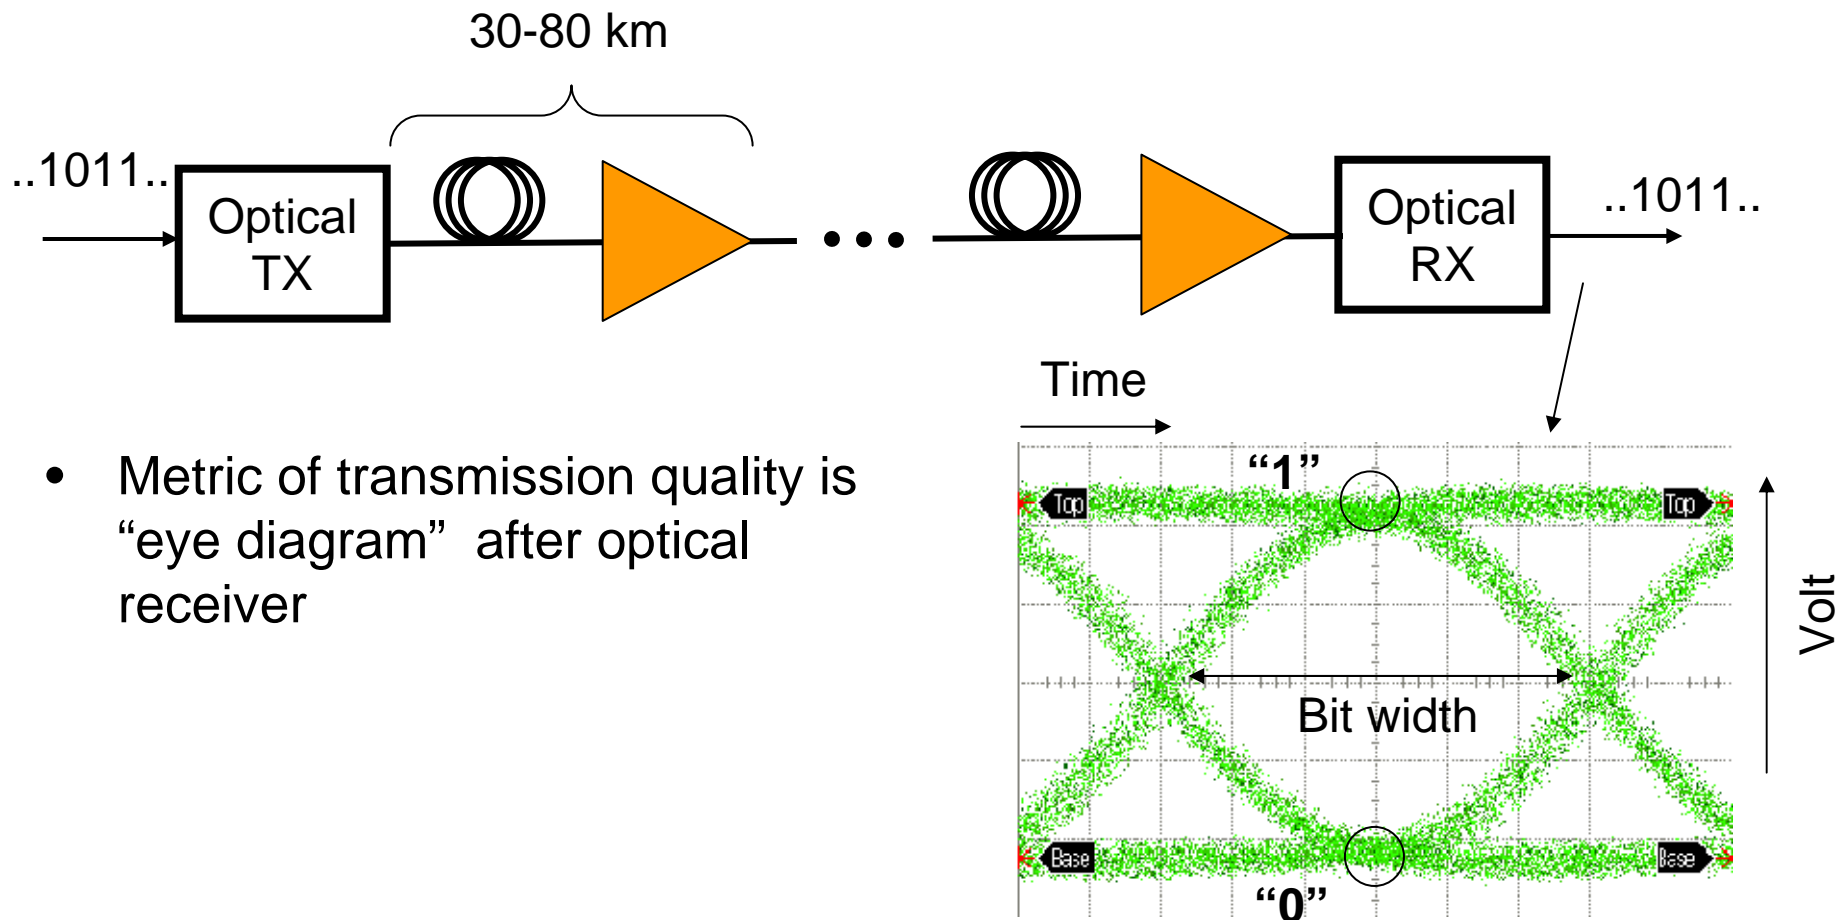 30-80 km
..1011..
Optical
TX
Optical
RX
..1011..
Time
• Metric of transmission quality is
“eye diagram” after optical
receiver
“1”
Top
Top
Volt
Bit width
Base
Base
“0”